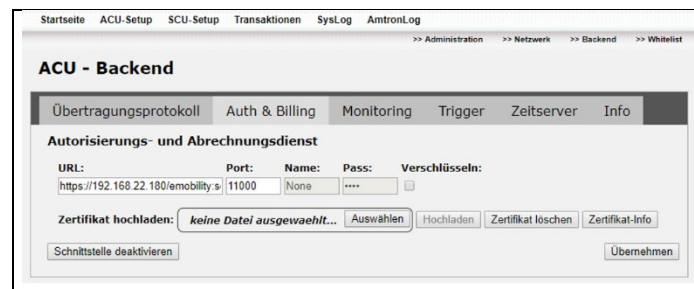 Startseite ACU-Setup SCU-Setup Transaktionen SysLog AmtronLog
>> Administration >> Netzwerk >> Backend >> Whitelist
ACU - Backend
Übertragungsprotokoll Auth & Billing Monitoring Trigger Zeitserver Info
Autorisierungs- und Abrechnungsdienst
URL: Port: Name: Pass: Verschlüsseln:
https://192.168.22.180/emobility:s 11000 None ••••
Zertifikat hochladen: keine Datei ausgewaehlt... Auswählen Hochladen Zertifikat löschen Zertifikat-Info
Schnittstelle deaktivieren Übernehmen